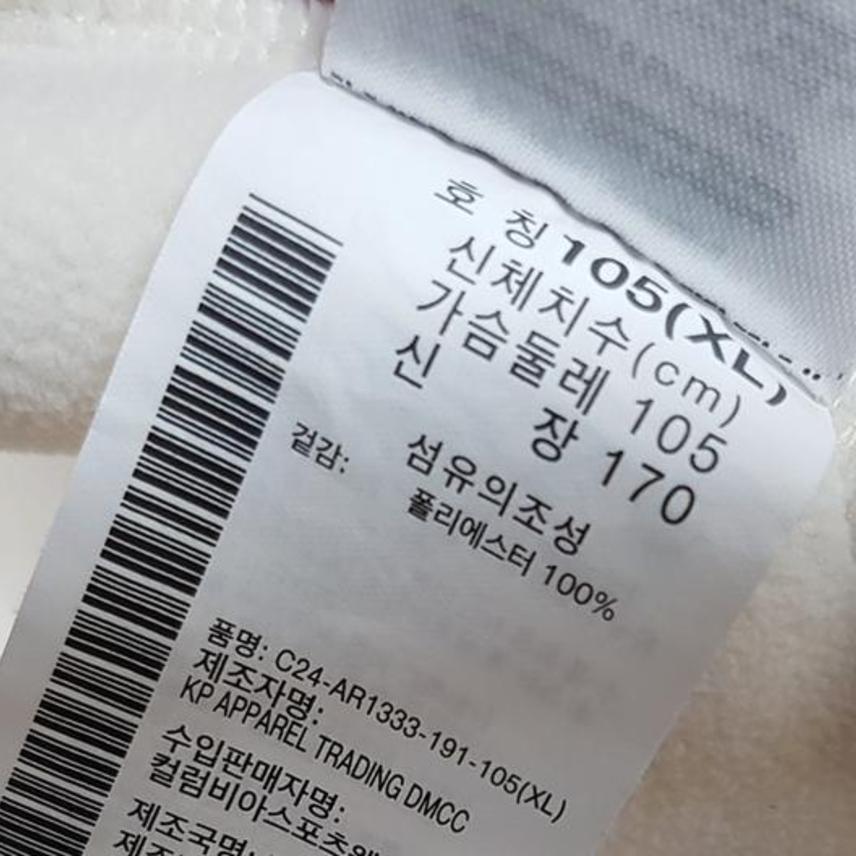 호 칭 105(XL)
신체치수(cm)
가슴둘레 105
신 장 170
섬유의조성
겉감: 폴리에스터 100%
품명: C24-AR1333-191-105(XL)
제조자명:
KP APPAREL TRADING DMCC
수입판매자명:
컬럼비아스포츠웨
제조국명:
제조